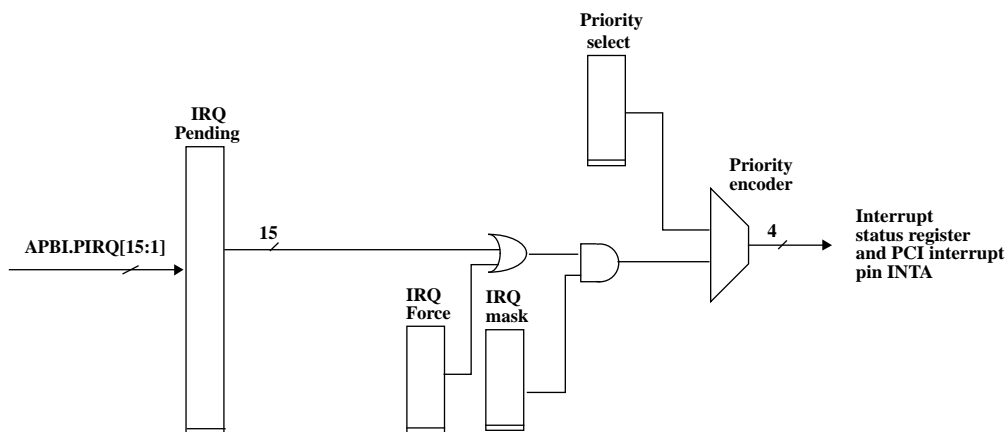 Priority
select
IRQ
Pending
Priority
encoder
APBI.PIRQ[15:1]
15
4
Interrupt
status register
and PCI interrupt
pin INTA
IRQ
Force
IRQ
mask